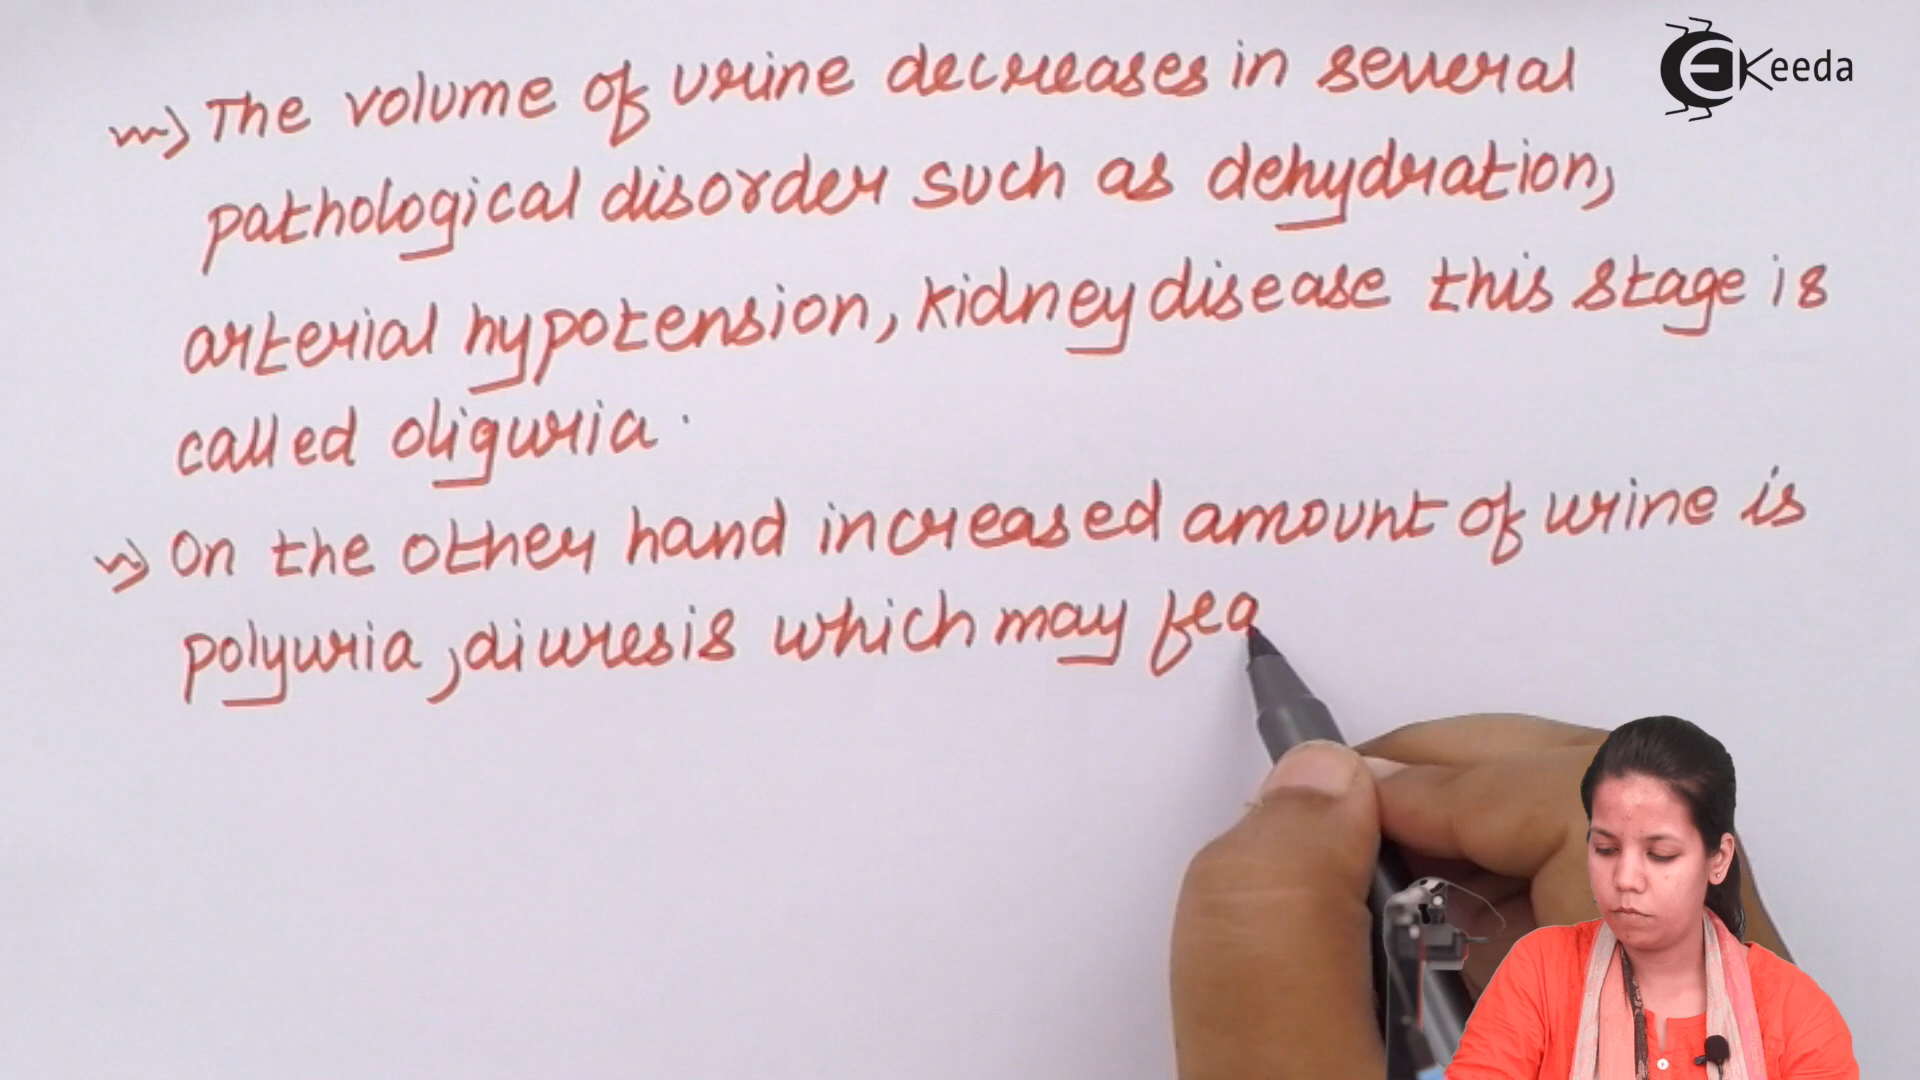 The volume of urine decreases in several
Keeda
pathological disorder such as dehydration,
arterial hypotension, kidney disease this stage is
called oliguria.
On the other hand increased amount of urine is
polyuria, diuresis which may fea